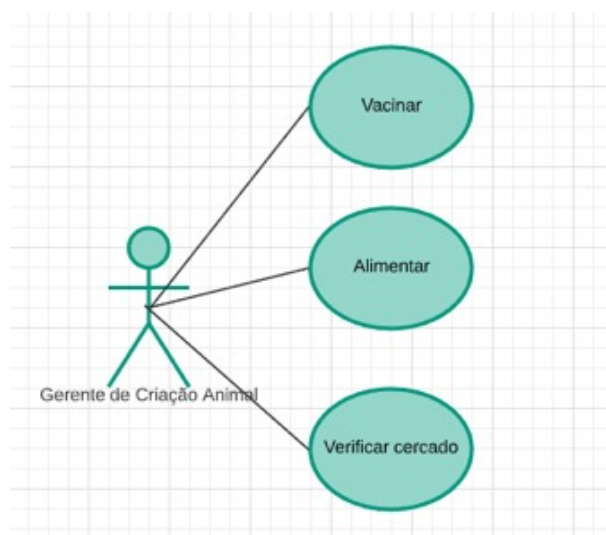 Vacinar
Alimentar
Gerente de Criação Animal
Verificar cercado